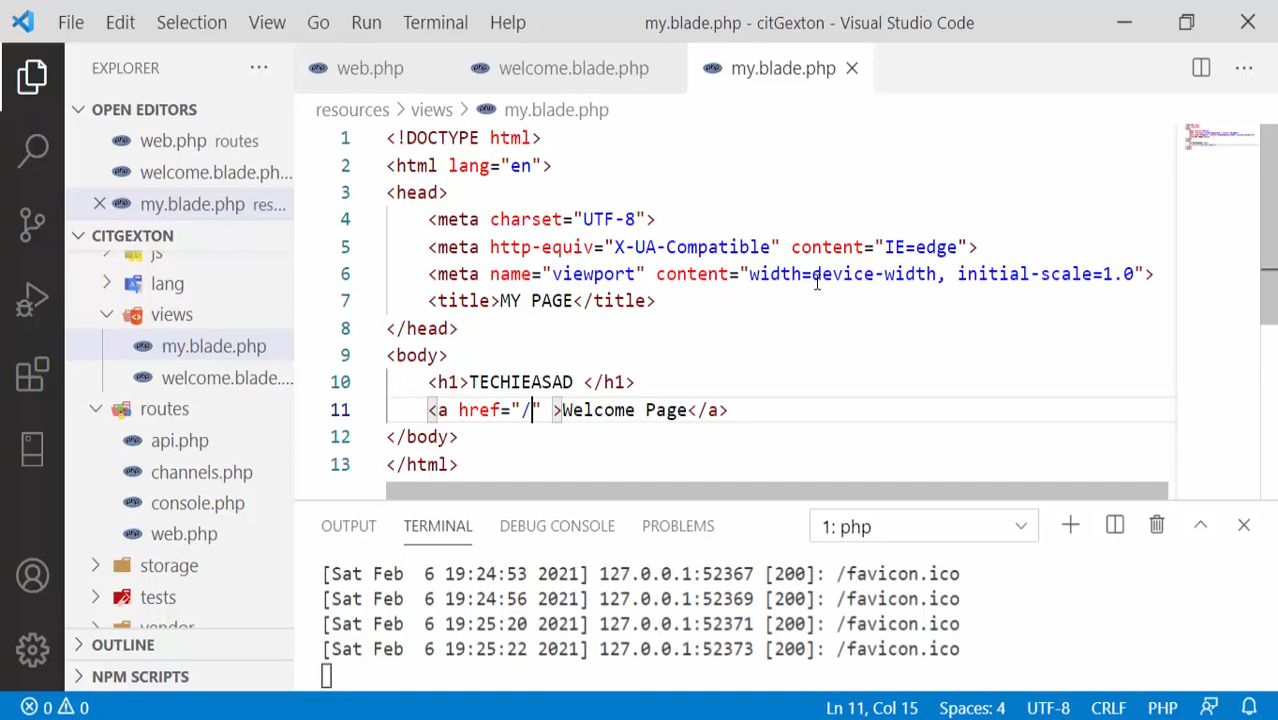 File Edit Selection View Go Run Terminal Help my.blade.php - citGexton - Visual Studio Code
EXPLORER
web.php welcome.blade.php my.blade.php
OPEN EDITORS
web.php routes
welcome.blade.ph...
my.blade.php res...
CITGEXTON
js
lang
views
my.blade.php
welcome.blade....
routes
api.php
channels.php
console.php
web.php
storage
tests
vendor
OUTLINE
NPM SCRIPTS
resources > views > my.blade.php
1 <!DOCTYPE html>
2 <html lang="en">
3 <head>
4 <meta charset="UTF-8">
5 <meta http-equiv="X-UA-Compatible" content="IE=edge">
6 <meta name="viewport" content="width=device-width, initial-scale=1.0">
7 <title>MY PAGE</title>
8 </head>
9 <body>
10 <h1>TECHIEASAD </h1>
11 <a href="/" >Welcome Page</a>
12 </body>
13 </html>
OUTPUT TERMINAL DEBUG CONSOLE PROBLEMS 1: php
[Sat Feb 6 19:24:53 2021] 127.0.0.1:52367 [200]: /favicon.ico
[Sat Feb 6 19:24:56 2021] 127.0.0.1:52369 [200]: /favicon.ico
[Sat Feb 6 19:25:20 2021] 127.0.0.1:52371 [200]: /favicon.ico
[Sat Feb 6 19:25:22 2021] 127.0.0.1:52373 [200]: /favicon.ico
0 0 Ln 11, Col 15 Spaces: 4 UTF-8 CRLF PHP